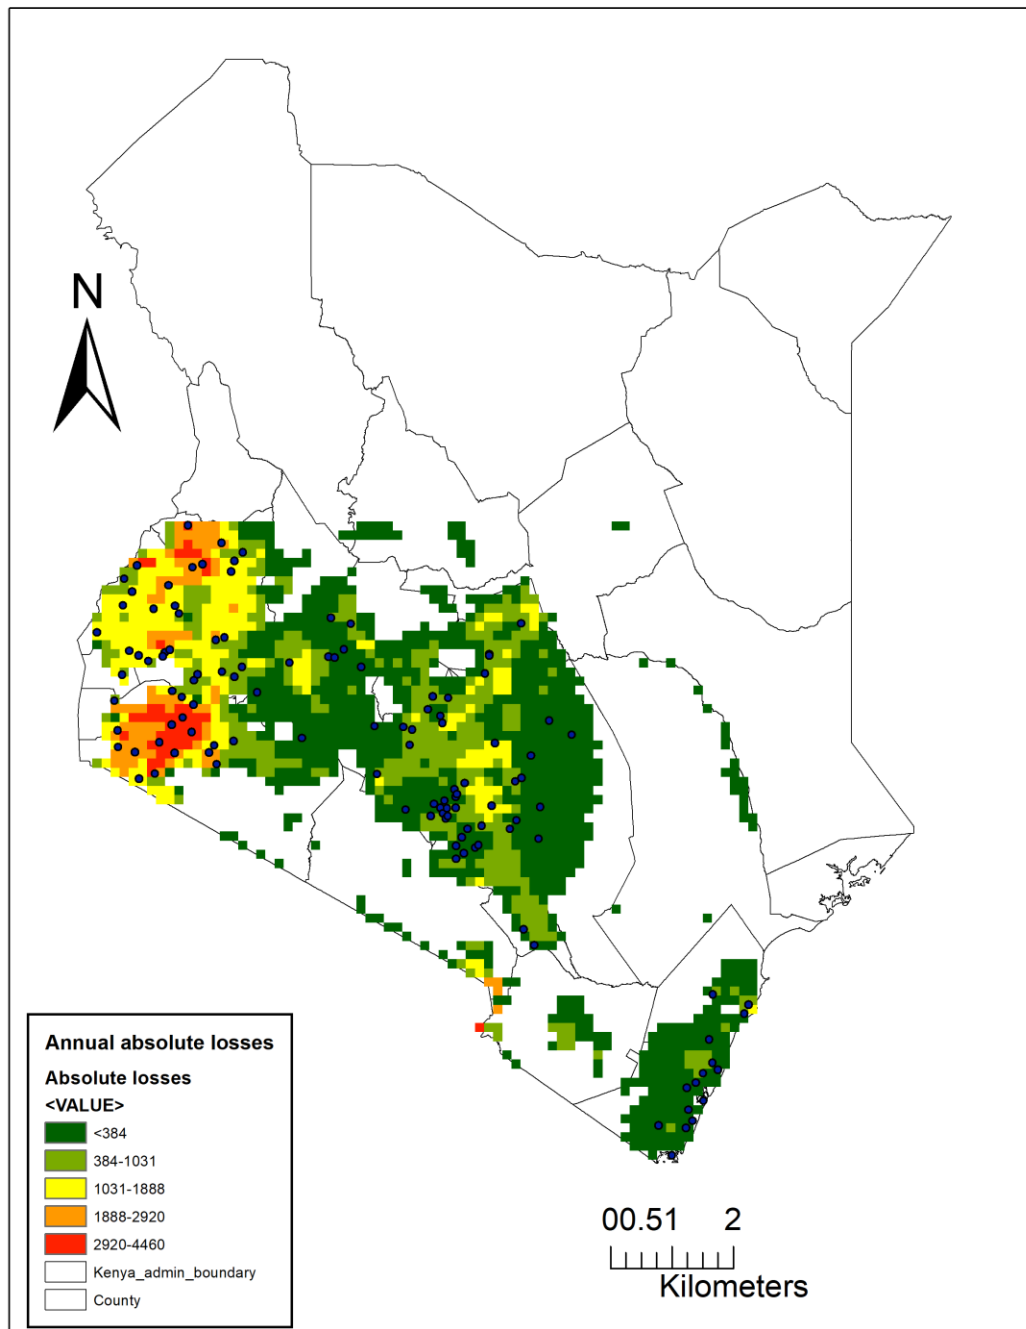 N
Annual absolute losses
Absolute losses
<VALUE>
<384
384-1031
1031-1888
1888-2920
2920-4460
Kenya_admin_boundary
County
00.51 2
Kilometers